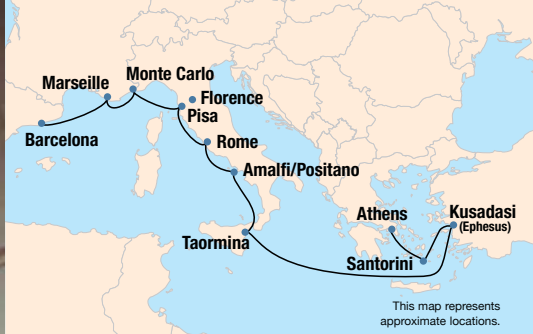 Monte Carlo
Marseille
Florence
Pisa
Barcelona
Rome
Amalfi/Positano
Athens
Kusadasi
(Ephesus)
Taormina
Santorini
This map represents
approximate locations.